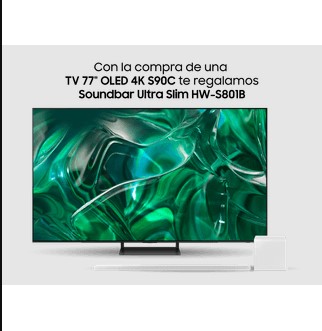 Con la compra de una
TV 77" OLED 4K S90C te regalamos
Soundbar Ultra Slim HW-S801B